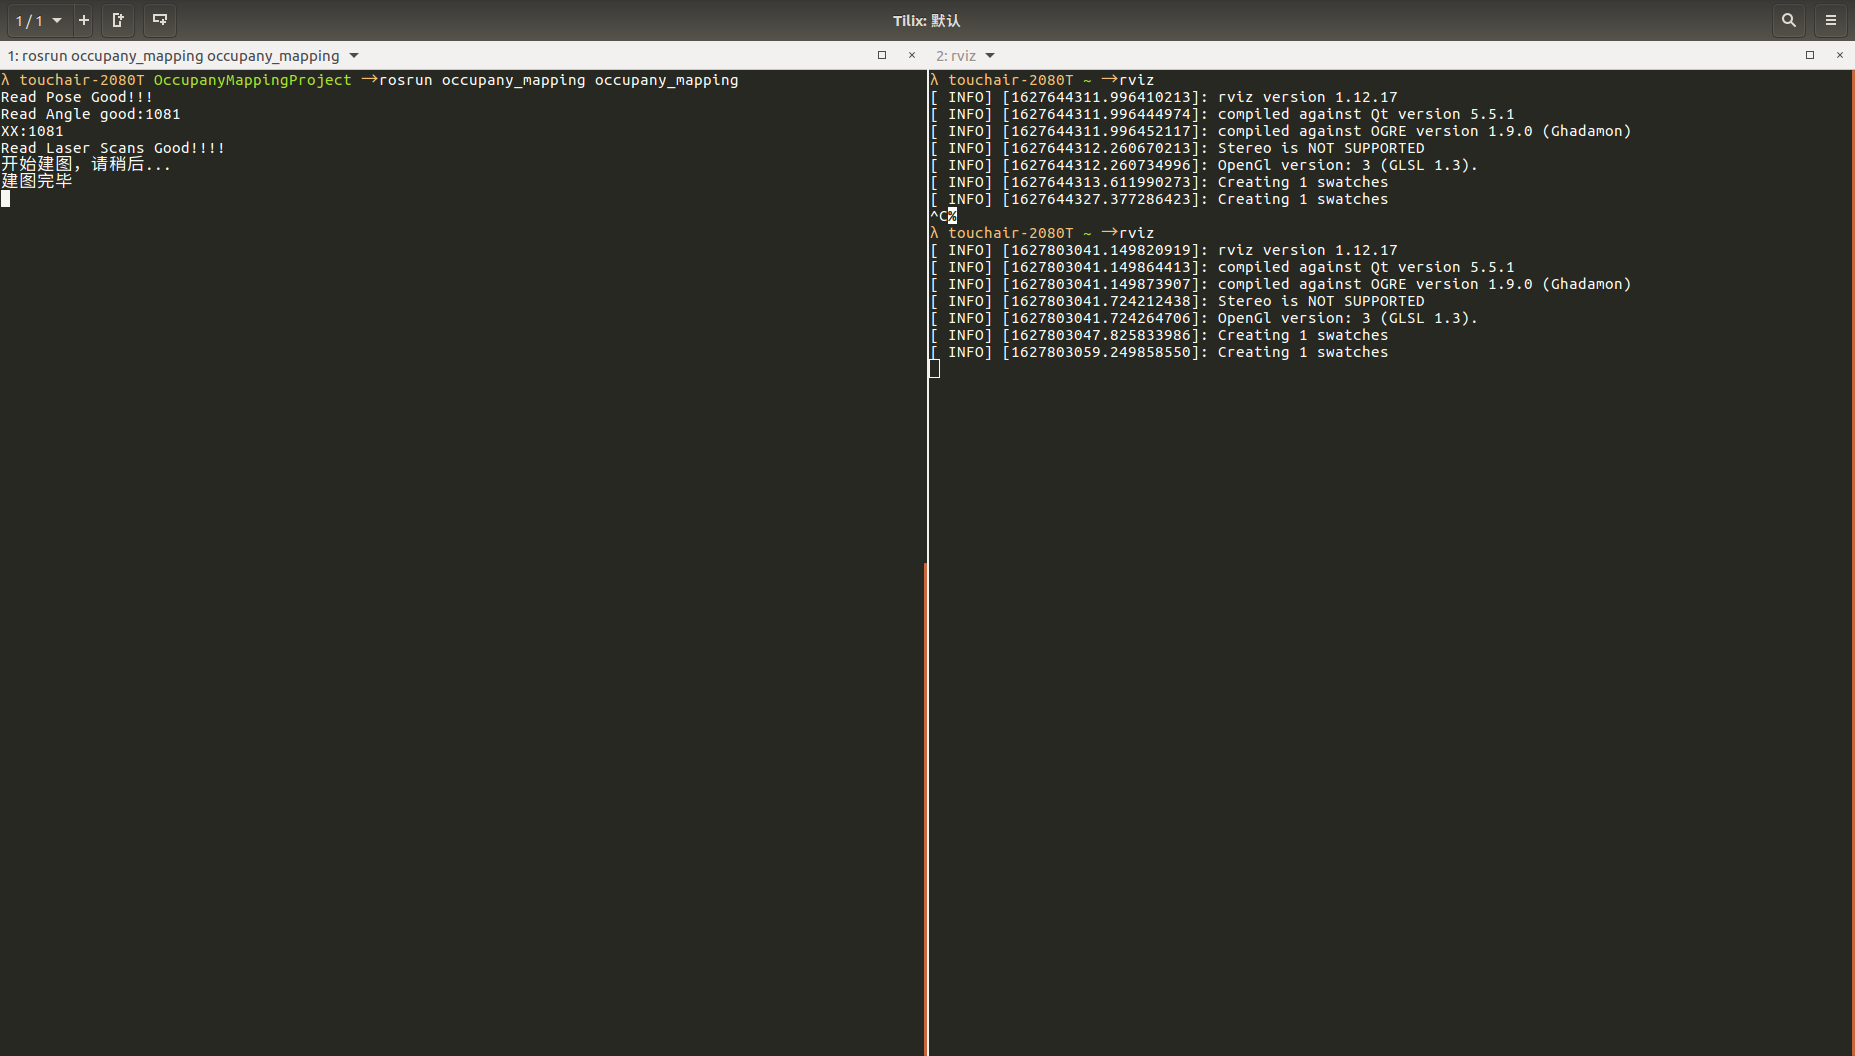 1 / 1
Tilix: 默认
1: rosrun occupany_mapping occupany_mapping
λ touchair-2080T OccupanyMappingProject →rosrun occupany_mapping occupany_mapping
Read Pose Good!!!
Read Angle good:1081
XX:1081
Read Laser Scans Good!!!!
开始建图，请稍后...
建图完毕
2: rviz
λ touchair-2080T ~ →rviz
[ INFO] [1627644311.996410213]: rviz version 1.12.17
[ INFO] [1627644311.996444974]: compiled against Qt version 5.5.1
[ INFO] [1627644311.996452117]: compiled against OGRE version 1.9.0 (Ghadamon)
[ INFO] [1627644312.260670213]: Stereo is NOT SUPPORTED
[ INFO] [1627644312.260734996]: OpenGl version: 3 (GLSL 1.3).
[ INFO] [1627644313.611990273]: Creating 1 swatches
[ INFO] [1627644327.377286423]: Creating 1 swatches
^C%
λ touchair-2080T ~ →rviz
[ INFO] [1627803041.149820919]: rviz version 1.12.17
[ INFO] [1627803041.149864413]: compiled against Qt version 5.5.1
[ INFO] [1627803041.149873907]: compiled against OGRE version 1.9.0 (Ghadamon)
[ INFO] [1627803041.724212438]: Stereo is NOT SUPPORTED
[ INFO] [1627803041.724264706]: OpenGl version: 3 (GLSL 1.3).
[ INFO] [1627803047.825833986]: Creating 1 swatches
[ INFO] [1627803059.249858550]: Creating 1 swatches